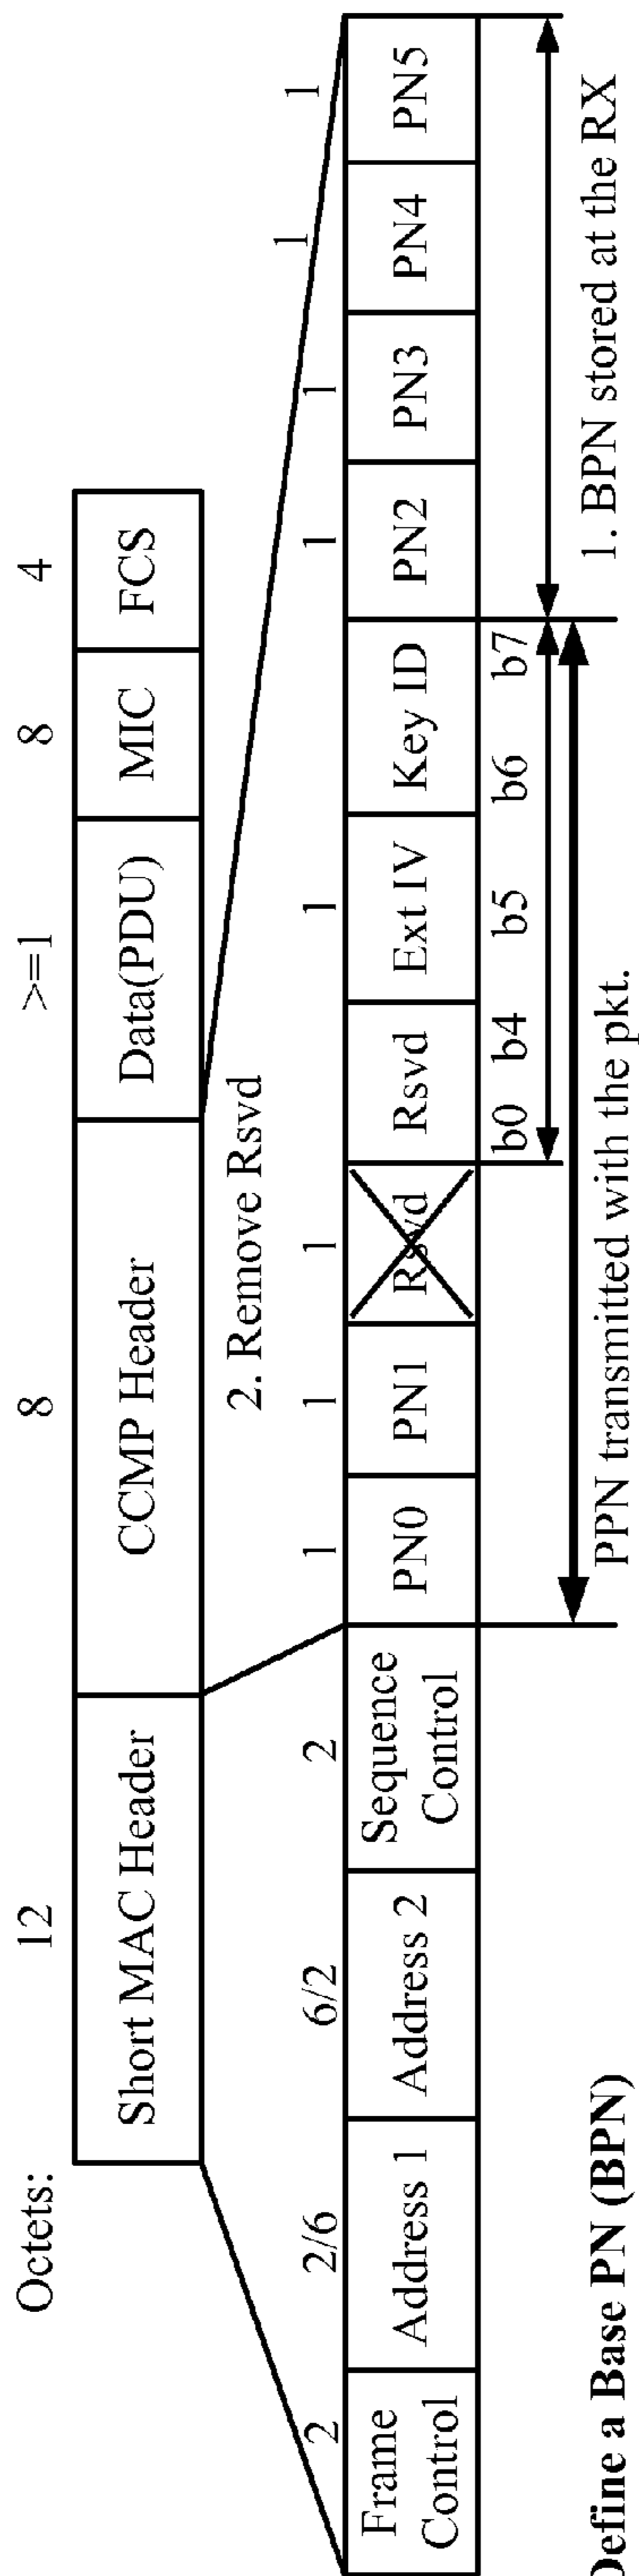 Octets:
12
8
>=1
8
4
Short MAC Header
CCMP Header
Data(PDU)
MIC
FCS
2. Remove Rsvd
2
2/6
6/2
2
1
1
1
1
1
1
1
1
Frame Control
Address 1
Address 2
Sequence Control
PN0
PN1
Rsvd
Rsvd
Ext IV
Key ID
PN2
PN3
PN4
PN5
b0
b4
b5
b6
b7
1. BPN stored at the RX
PPN transmitted with the pkt.
Define a Base PN (BPN)